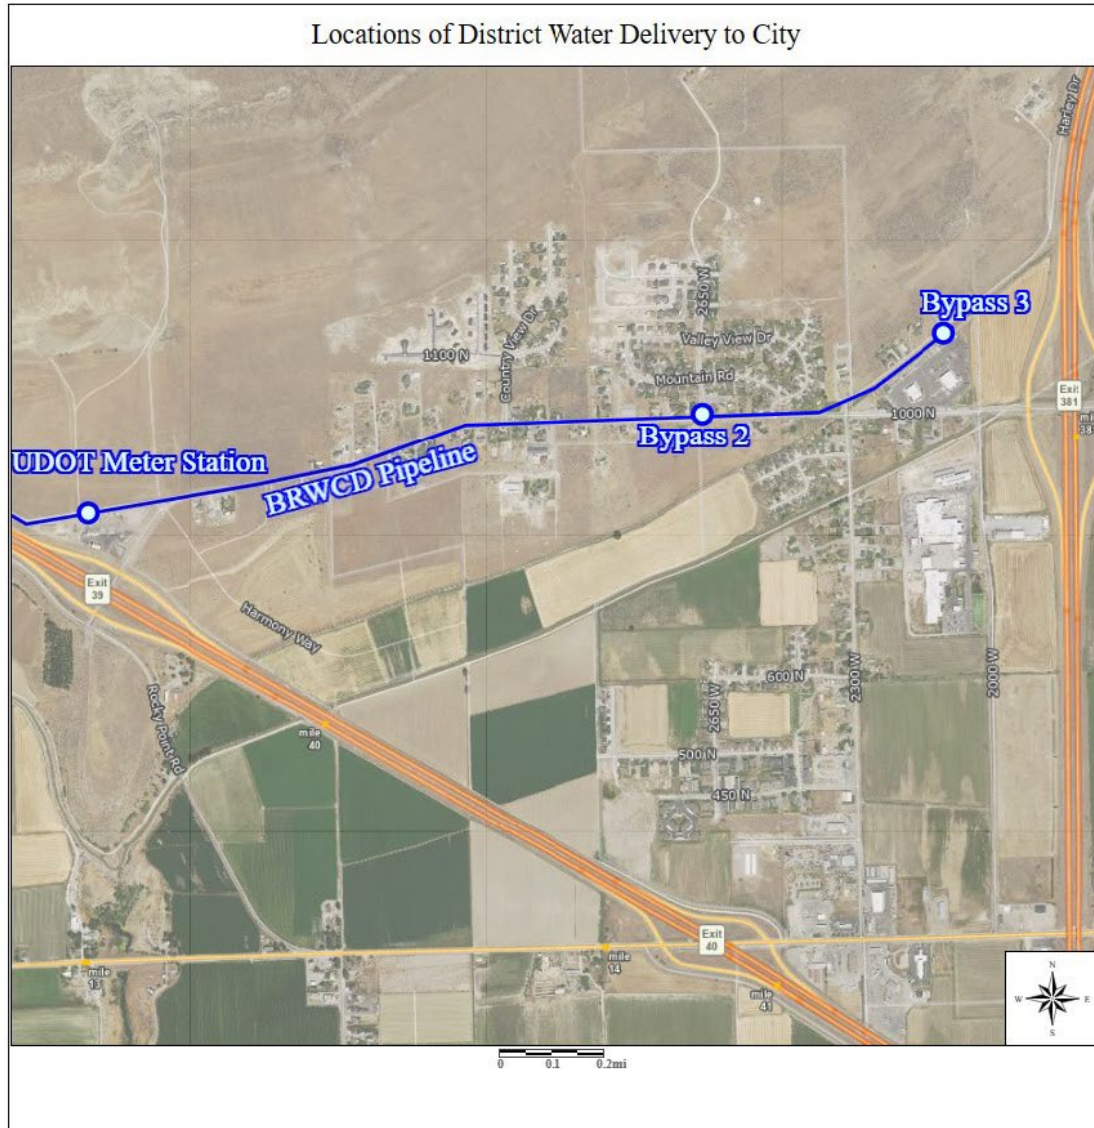 Locations of District Water Delivery to City
Harley Dr
2650 W
Bypass 3
Country View Dr
Valley View Dr
1100 N
Mountain Rd
Exit
381
1000 N
mile
381
Bypass 2
UDOT Meter Station
BRWCD Pipeline
Exit
39
Harmony Way
600 N
2300 W
2000 W
2650 W
Rocky Point Rd
mile
40
500 N
450 N
Exit
40
mile
13
mile
14
mile
41
N
W
E
S
0 0.1 0.2mi